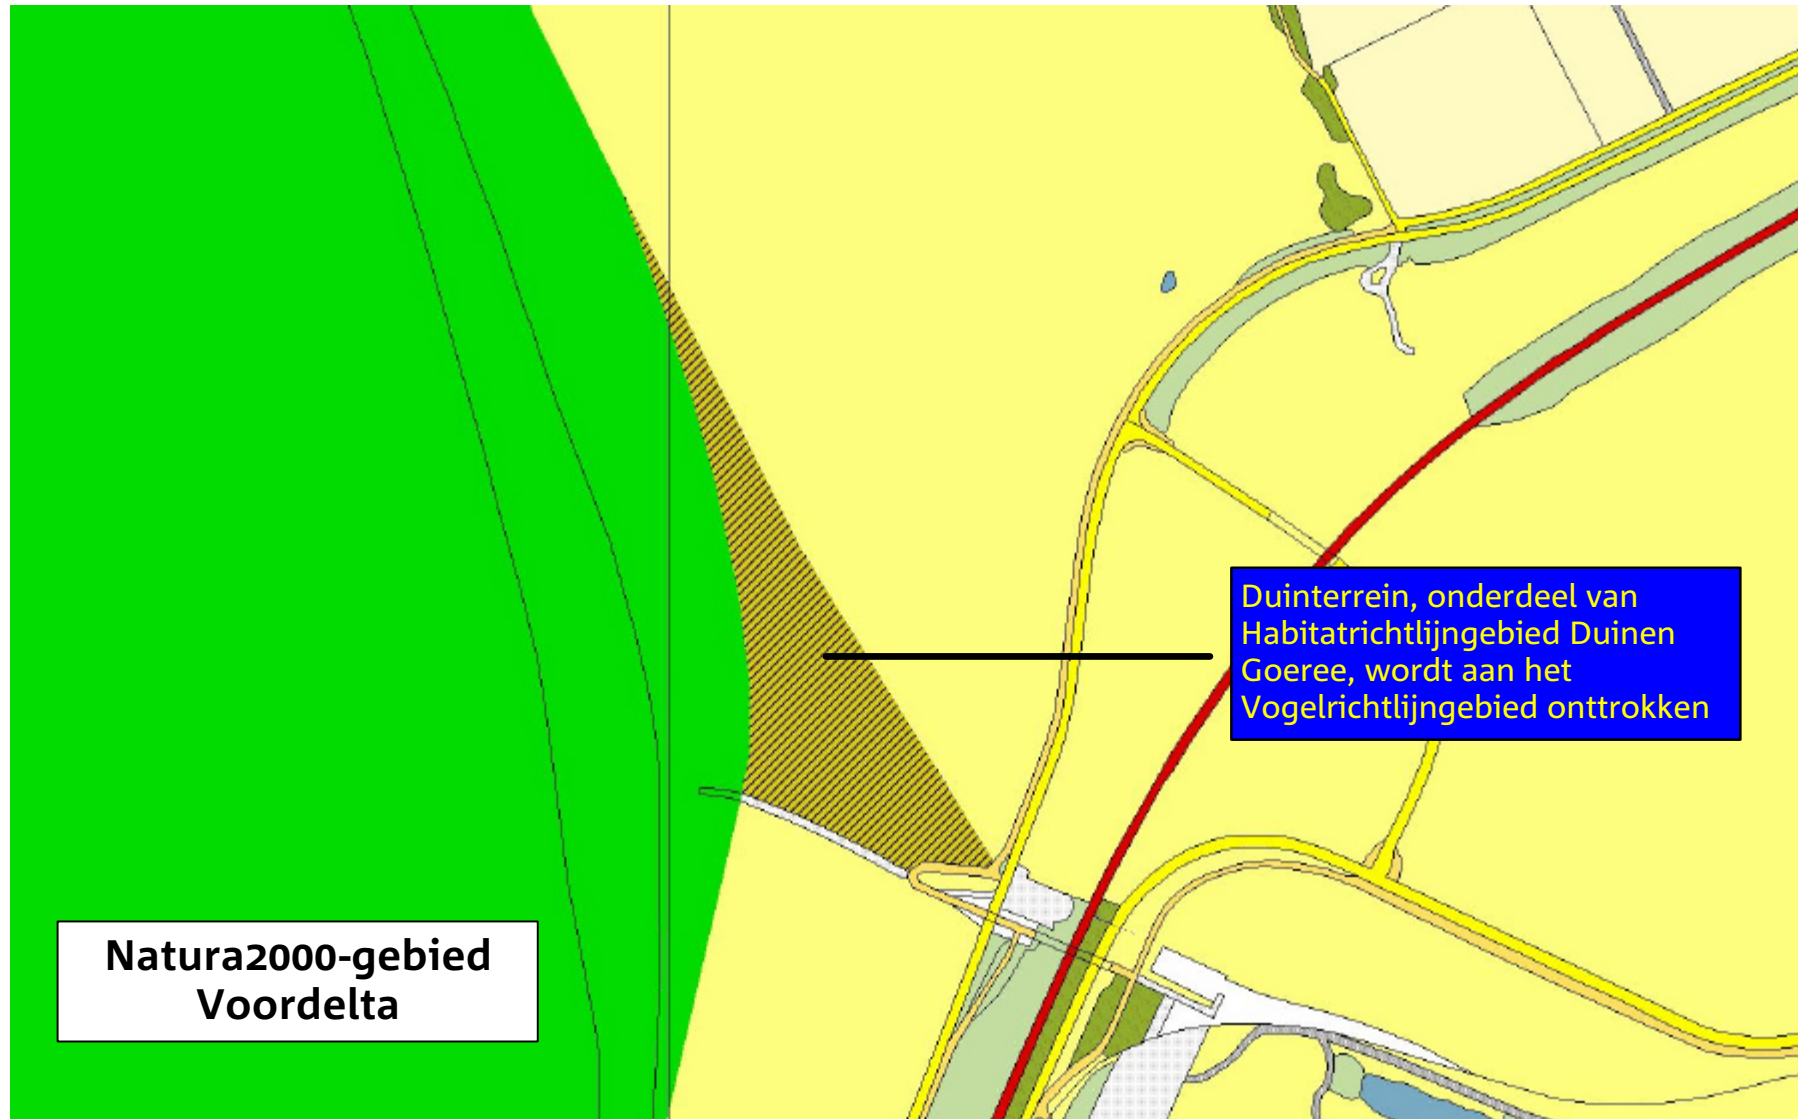 Duinterrein, onderdeel van
Habitatrichtlijngebied Duinen
Goeree, wordt aan het
Vogelrichtlijngebied onttrokken
Natura2000-gebied
Voordelta